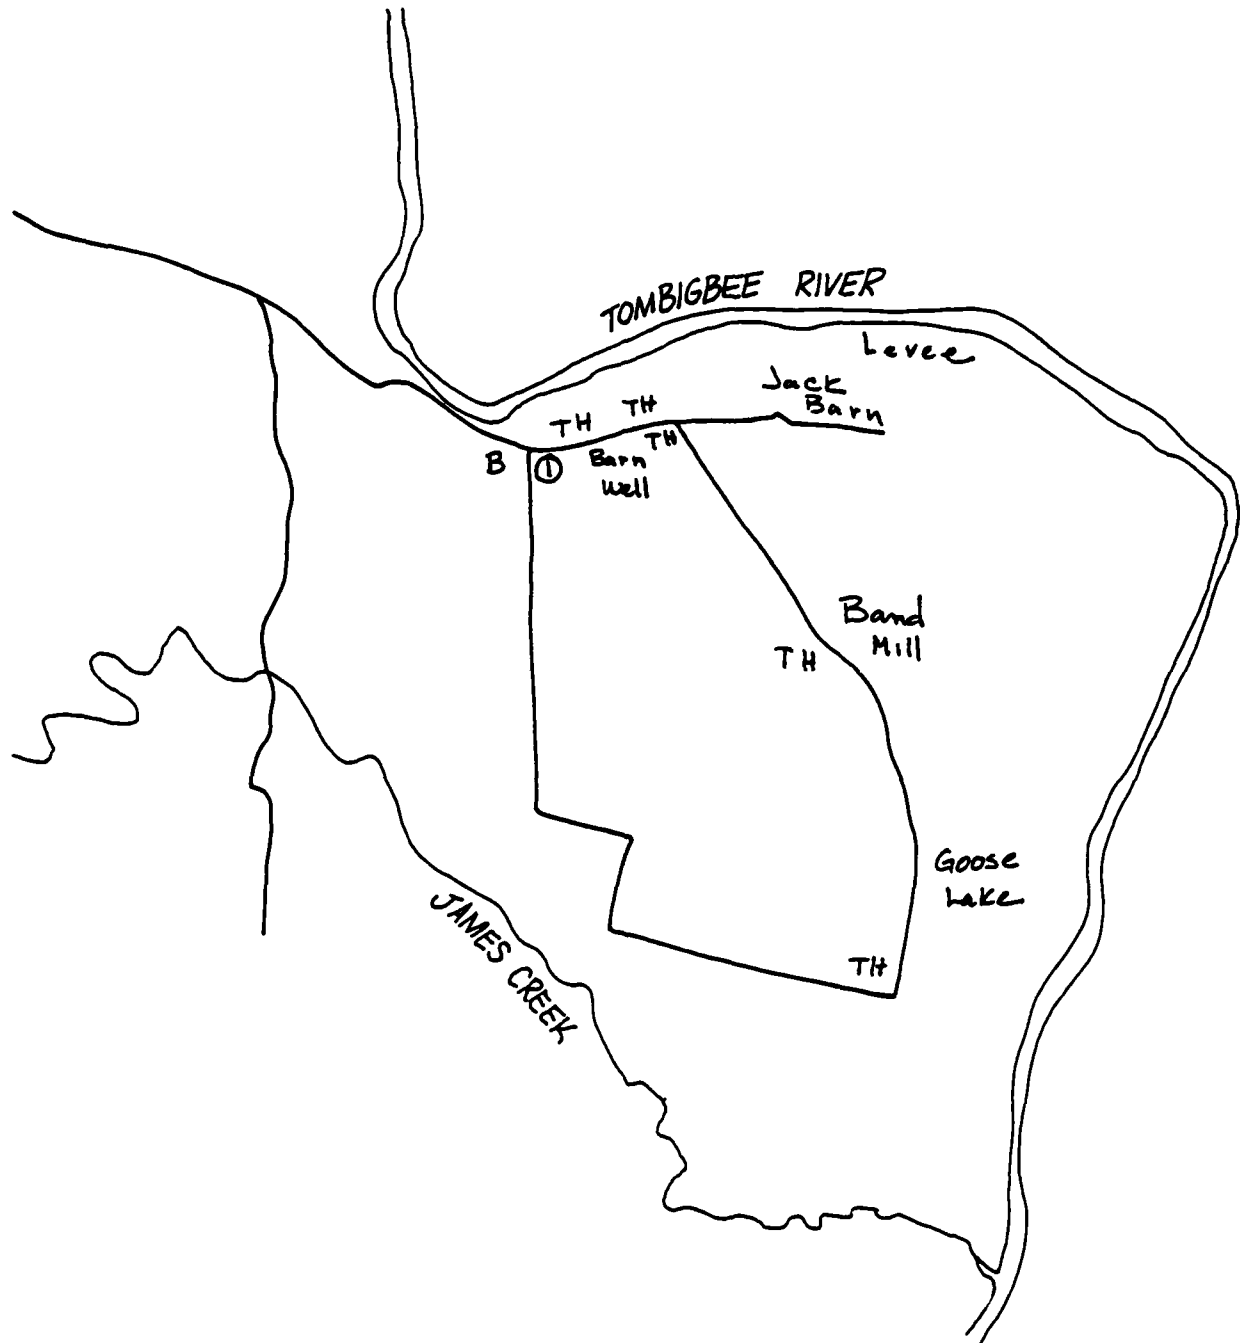 TOMBIGBEE RIVER
Levee
Jack
Barn
TH
TH
TH
B
①
Barn
Well
Band
Mill
TH
Goose
Lake
JAMES CREEK
TH